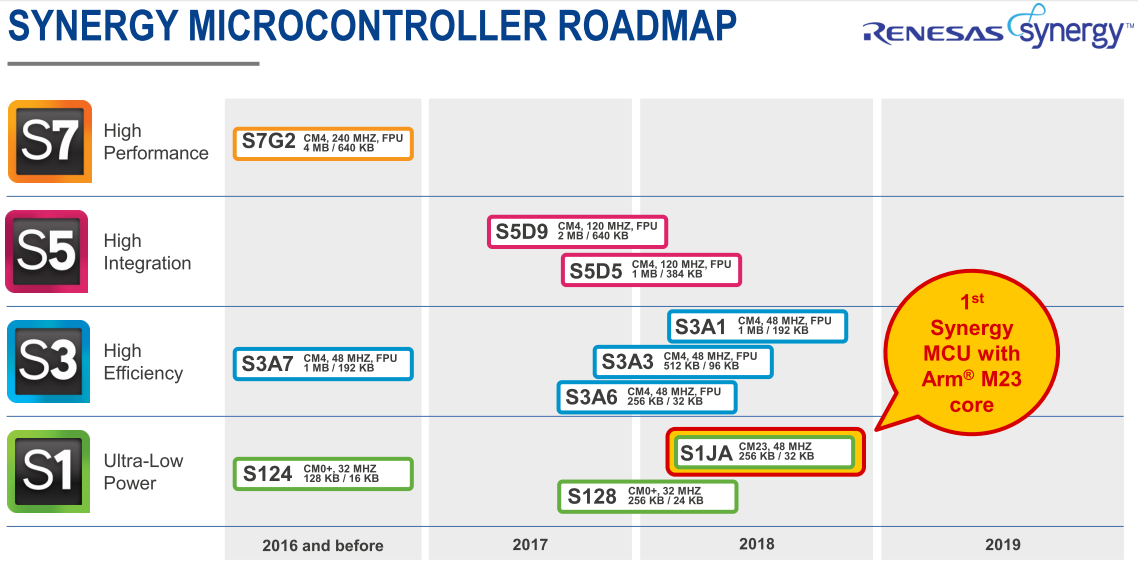 SYNERGY MICROCONTROLLER ROADMAP
RENESAS synergy™
S7
High
Performance
S7G2
CM4, 240 MHZ, FPU
4 MB / 640 KB
S5
High
Integration
S5D9
CM4, 120 MHZ, FPU
2 MB / 640 KB
S5D5
CM4, 120 MHZ, FPU
1 MB / 384 KB
S3
High
Efficiency
S3A7
CM4, 48 MHZ, FPU
1 MB / 192 KB
S3A1
CM4, 48 MHZ, FPU
1 MB / 192 KB
S3A3
CM4, 48 MHZ, FPU
512 KB / 96 KB
S3A6
CM4, 48 MHZ, FPU
256 KB / 32 KB
1st
Synergy
MCU with
Arm® M23
core
S1
Ultra-Low
Power
S124
CM0+, 32 MHZ
128 KB / 16 KB
S1JA
CM23, 48 MHZ
256 KB / 32 KB
S128
CM0+, 32 MHZ
256 KB / 24 KB
2016 and before
2017
2018
2019